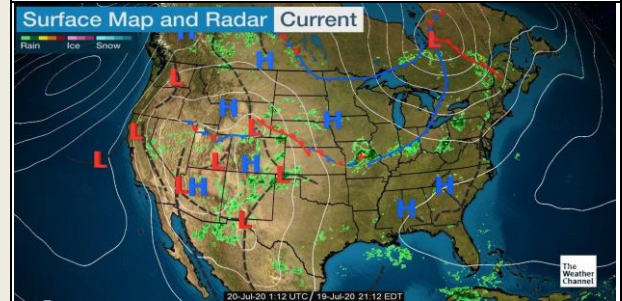 Surface Map and Radar Current
Rain Ice Snow
H
L
H
L
H
L
L
H
L
L
H
L
L
H
H
H
L
The
Weather
Channel
20-Jul-20 1:12 UTC / 19-Jul-20 21:12 EDT